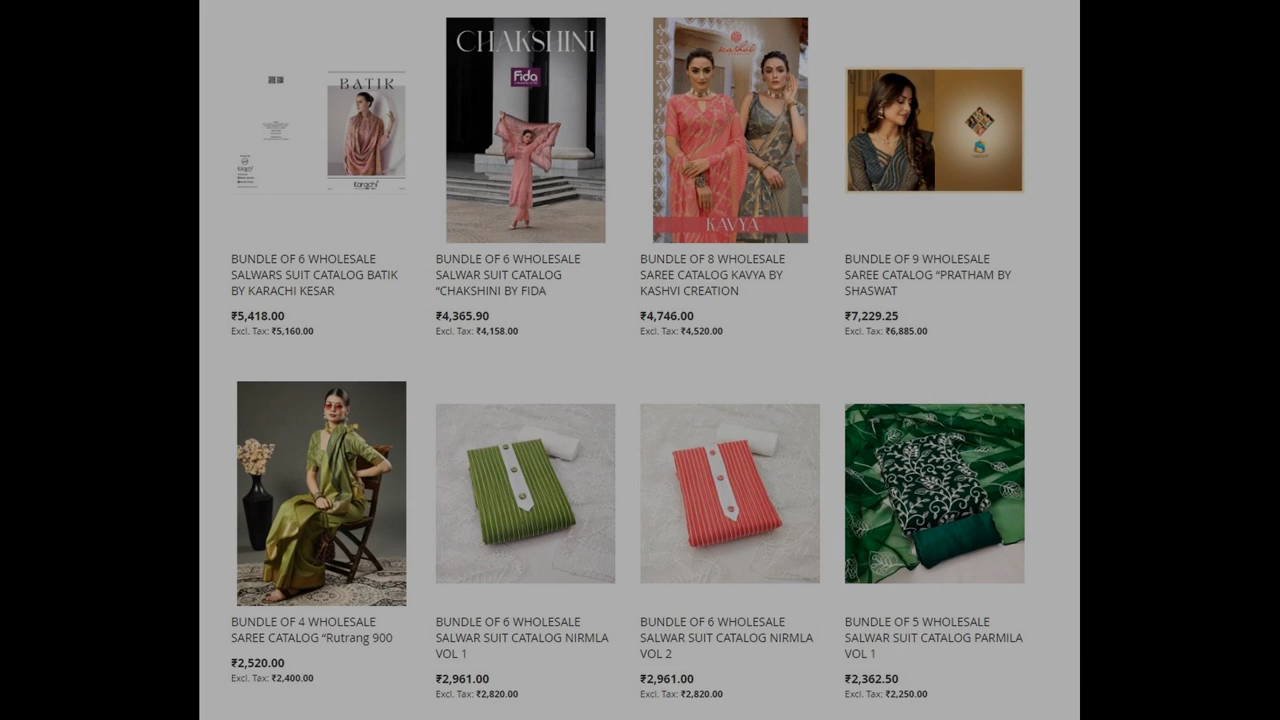 BATIK
Karachi
CHAKSHINI
Fida
KAVYA
BUNDLE OF 6 WHOLESALE
SALWARS SUIT CATALOG BATIK
BY KARACHI KESAR
₹5,418.00
Excl. Tax: ₹5,160.00
BUNDLE OF 6 WHOLESALE
SALWAR SUIT CATALOG
“CHAKSHINI BY FIDA
₹4,365.90
Excl. Tax: ₹4,158.00
BUNDLE OF 8 WHOLESALE
SAREE CATALOG KAVYA BY
KASHVI CREATION
₹4,746.00
Excl. Tax: ₹4,520.00
BUNDLE OF 9 WHOLESALE
SAREE CATALOG “PRATHAM BY
SHASWAT
₹7,229.25
Excl. Tax: ₹6,885.00
BUNDLE OF 4 WHOLESALE
SAREE CATALOG “Rutrang 900
₹2,520.00
Excl. Tax: ₹2,400.00
BUNDLE OF 6 WHOLESALE
SALWAR SUIT CATALOG NIRMLA
VOL 1
₹2,961.00
Excl. Tax: ₹2,820.00
BUNDLE OF 6 WHOLESALE
SALWAR SUIT CATALOG NIRMLA
VOL 2
₹2,961.00
Excl. Tax: ₹2,820.00
BUNDLE OF 5 WHOLESALE
SALWAR SUIT CATALOG PARMILA
VOL 1
₹2,362.50
Excl. Tax: ₹2,250.00